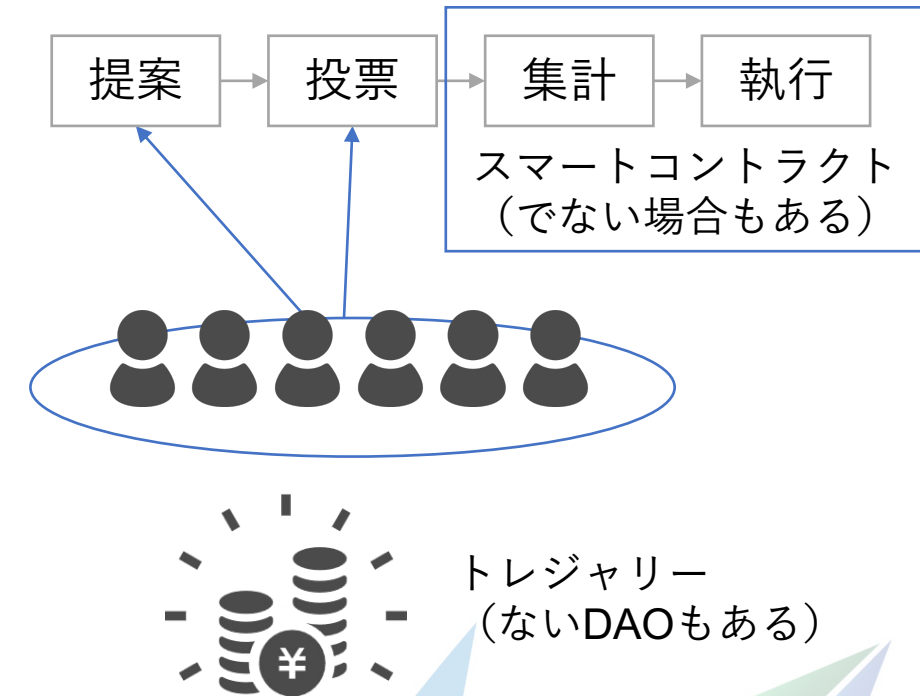 提案
投票
集計
執行
スマートコントラクト
（でない場合もある）
トレジャリー
（ないDAOもある）
¥